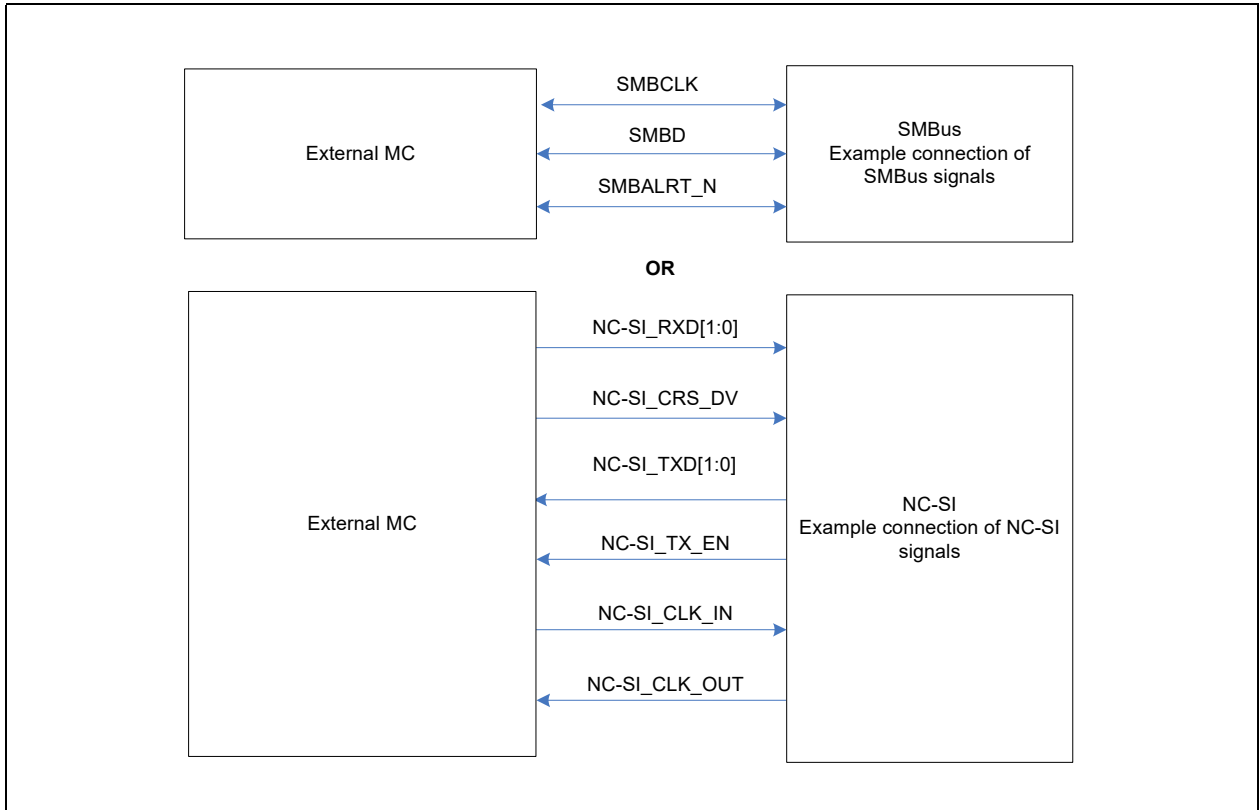 SMBCLK
SMBD
SMBALRT_N
External MC
SMBus
Example connection of
SMBus signals
OR
NC-SI_RXD[1:0]
NC-SI_CRS_DV
NC-SI_TXD[1:0]
NC-SI_TX_EN
NC-SI_CLK_IN
NC-SI_CLK_OUT
External MC
NC-SI
Example connection of NC-SI
signals